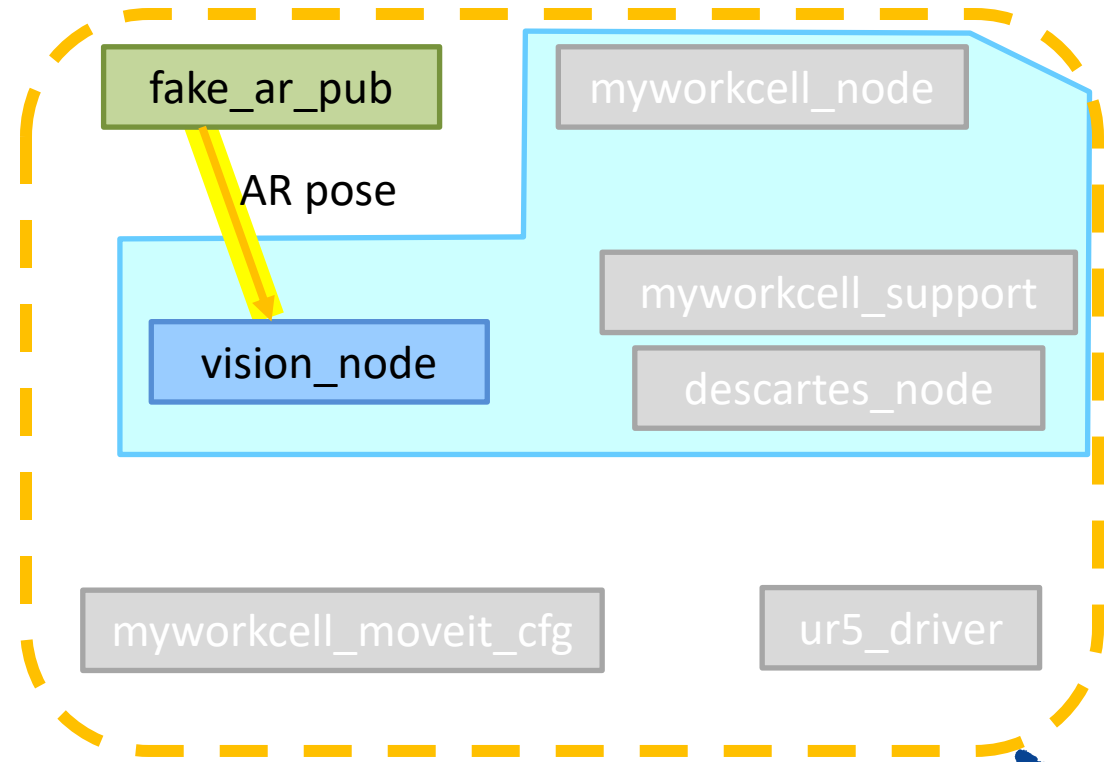 fake_ar_pub
myworkcell_node
AR pose
myworkcell_support
vision_node
descartes_node
myworkcell_moveit_cfg
ur5_driver